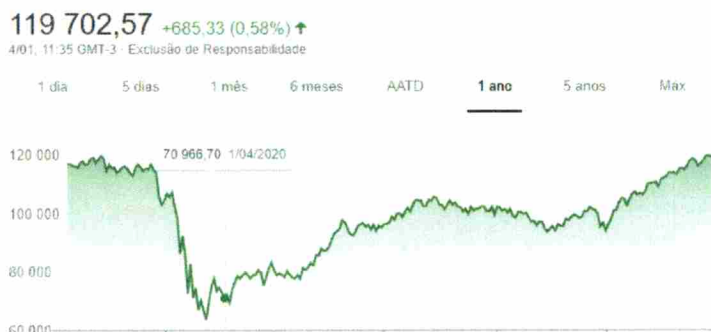 119 702,57 +685,33 (0,58%) ↑
4/01, 11:35 GMT-3 · Exclusão de Responsabilidade
1 dia 5 dias 1 mês 6 meses AATD 1 ano 5 anos Máx
70 966,70 1/04/2020
120 000
100 000
80 000
60 000